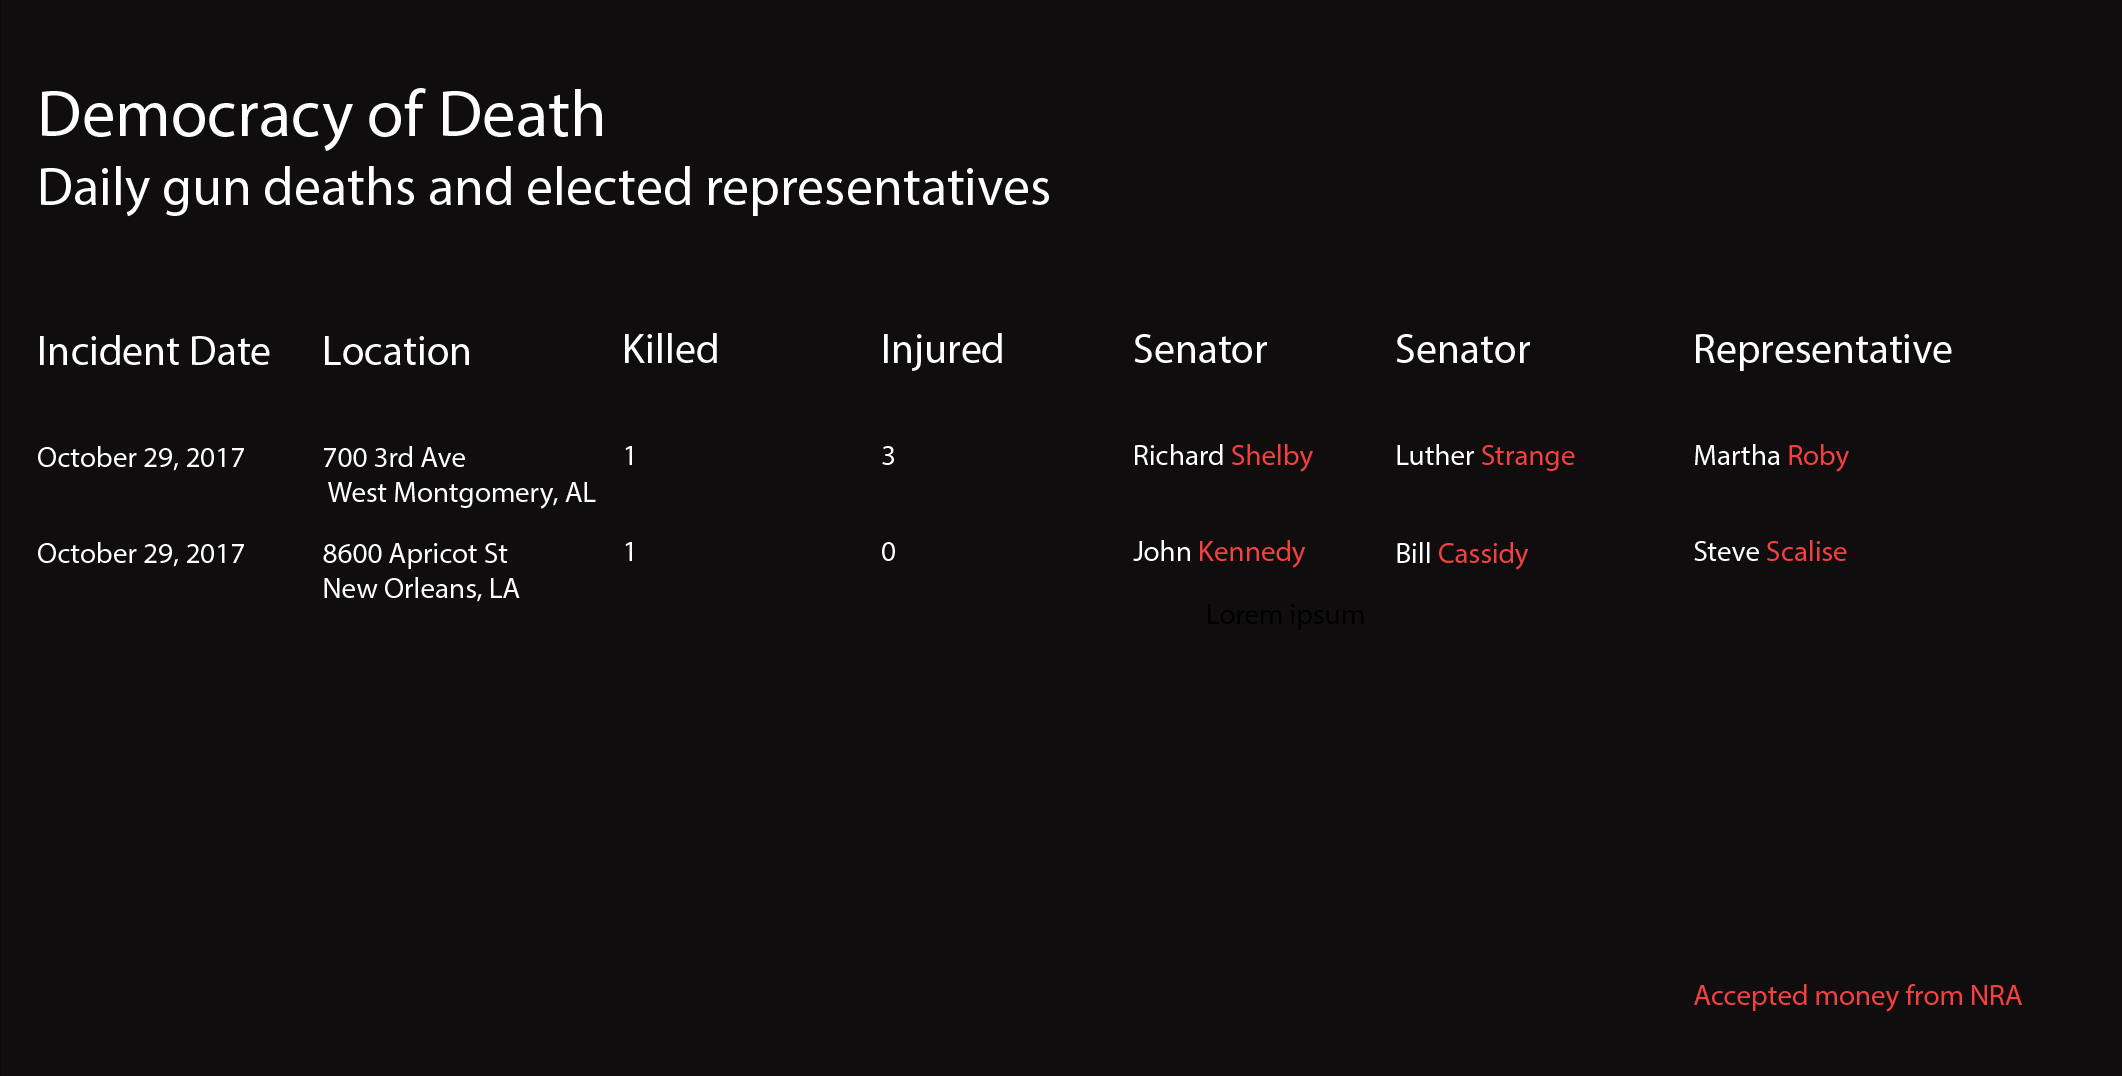 Democracy of Death
Daily gun deaths and elected representatives
Incident Date Location Killed Injured Senator Senator Representative
October 29, 2017 700 3rd Ave 1 3 Richard Shelby Luther Strange Martha Roby
West Montgomery, AL
October 29, 2017 8600 Apricot St 1 0 John Kennedy Bill Cassidy Steve Scalise
New Orleans, LA
Lorem ipsum
Accepted money from NRA